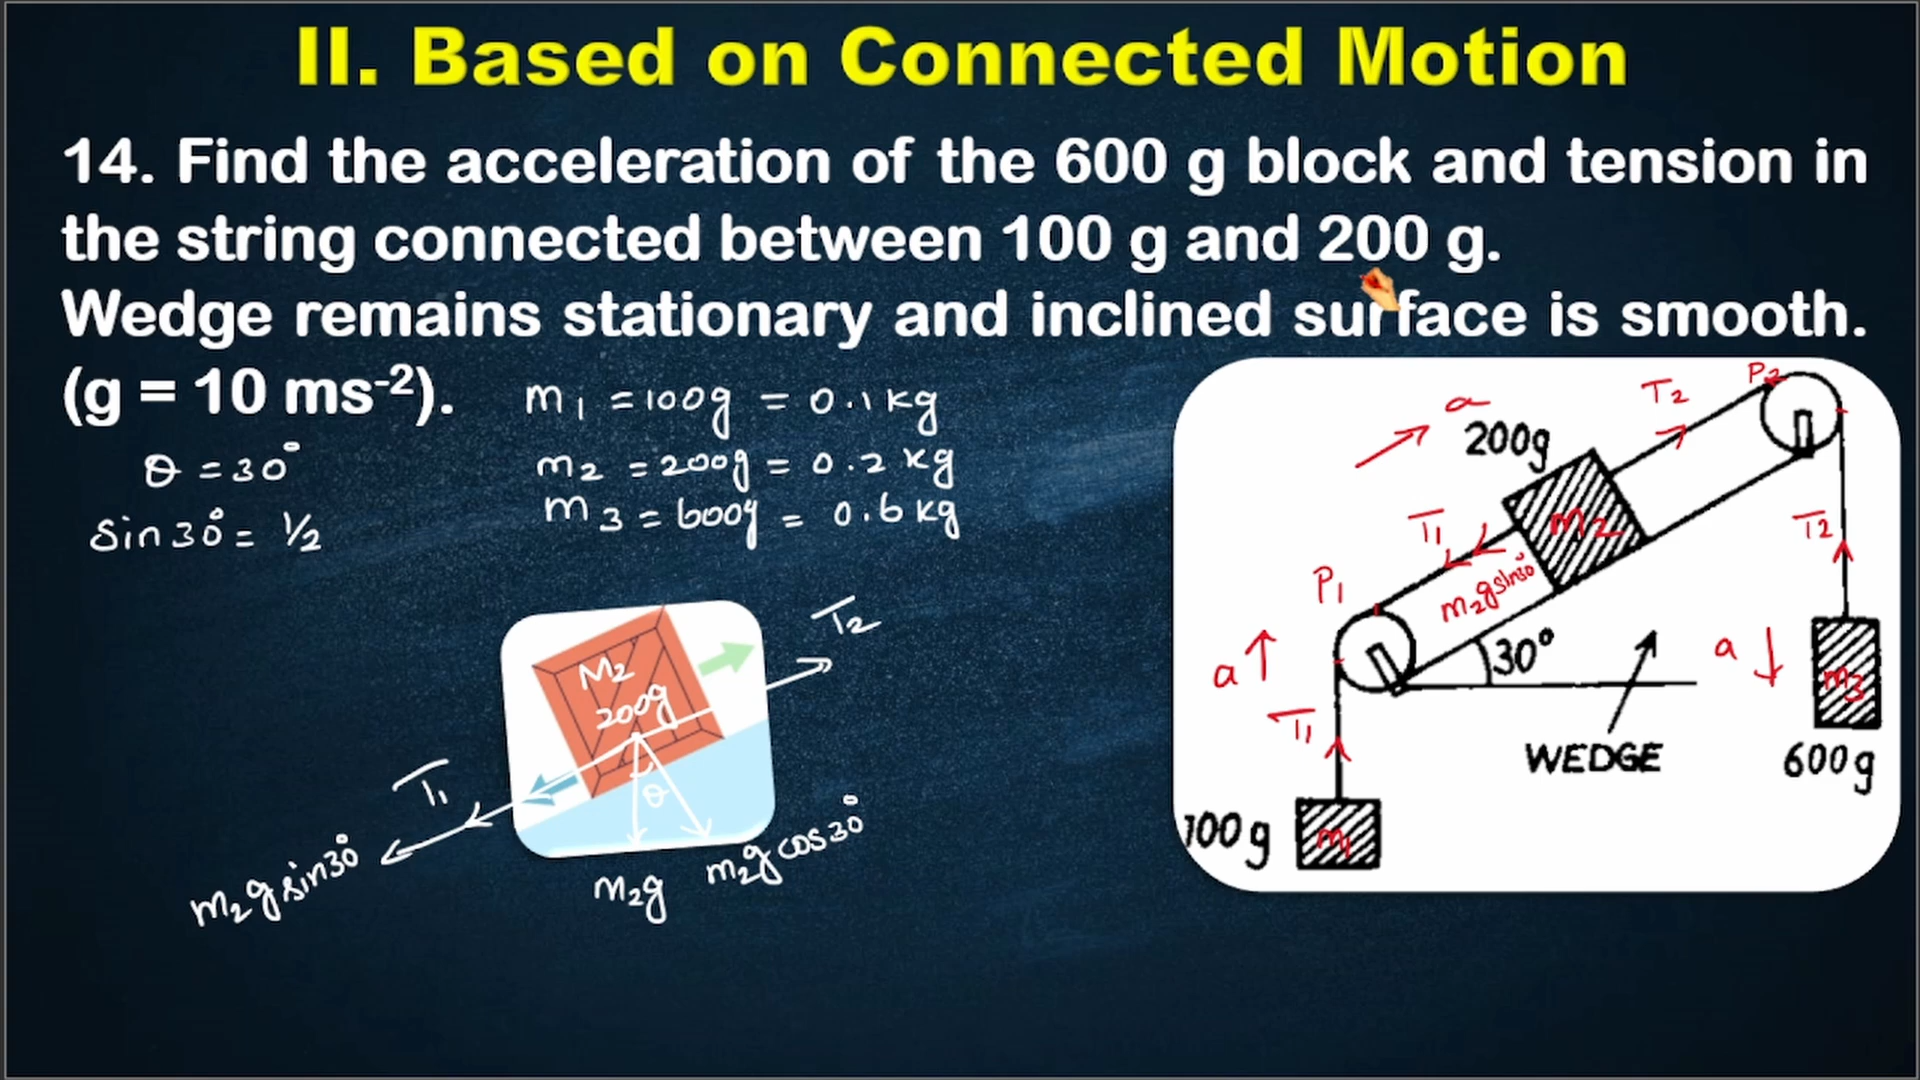 II. Based on Connected Motion
14. Find the acceleration of the 600 g block and tension in
the string connected between 100 g and 200 g.
Wedge remains stationary and inclined surface is smooth.
(g = 10 ms⁻²).
m₁ = 100g = 0.1 kg
θ = 30°
m₂ = 200g = 0.2 kg
sin 30° = ½
m₃ = 600g = 0.6 kg
M₂
200g
T₂
T₁
θ
m₂g sin30°
m₂g
m₂g cos30°
P₂
T₂
a
200g
m₂
T₁
T₂
P₁
m₂g sin30°
30°
a
a
m₃
T₁
WEDGE
600g
100g
m₁